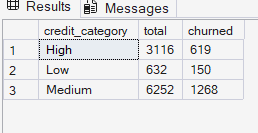 Results Messages
credit_category total churned
1 High 3116 619
2 Low 632 150
3 Medium 6252 1268